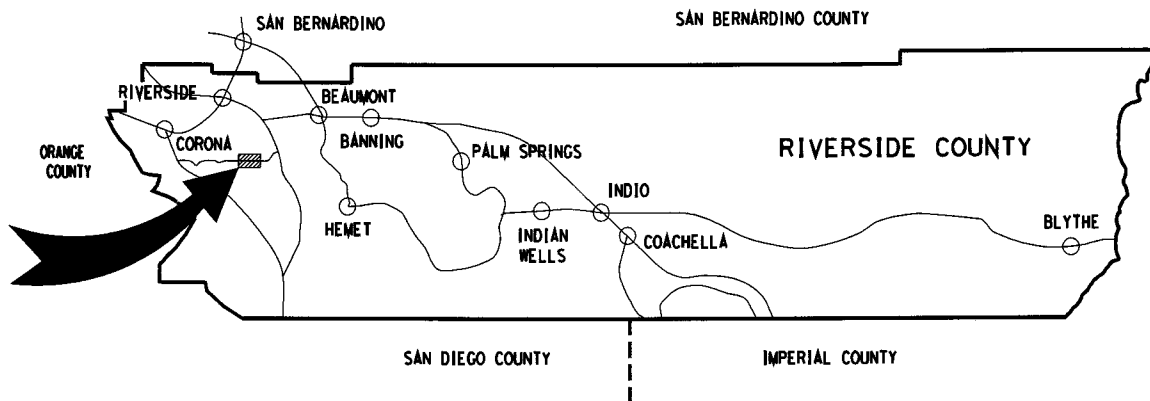 SAN BERNARDINO
SAN BERNARDINO COUNTY
RIVERSIDE
BEAUMONT
CORONA
BANNING
ORANGE
COUNTY
PALM SPRINGS
RIVERSIDE COUNTY
INDIO
HEMET
INDIAN
WELLS
COACHELLA
BLYTHE
SAN DIEGO COUNTY
IMPERIAL COUNTY